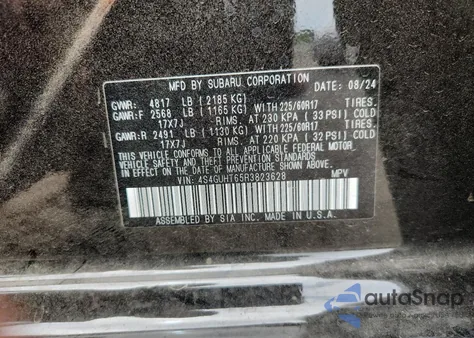 MFD BY SUBARU CORPORATION DATE: 08/24
GVWR: 4817 LB (2185 KG)
GAWR:F 2568 LB (1165 KG) WITH 225/60R17 TIRES.
17X7J RIMS. AT 230 KPA (33 PSI) COLD
GAWR:R 2491 LB (1130 KG) WITH 225/60R17 TIRES.
17X7J RIMS. AT 220 KPA (32 PSI) COLD
THIS VEHICLE CONFORMS TO ALL APPLICABLE FEDERAL MOTOR
VEHICLE SAFETY AND THEFT PREVENTION STANDARDS
IN EFFECT ON THE DATE OF MANUFACTURE SHOWN ABOVE.
VIN: 4S4GUHT65R3823628 MPV
ASSEMBLED BY SIA INC. MADE IN U.S.A.
autoSnap